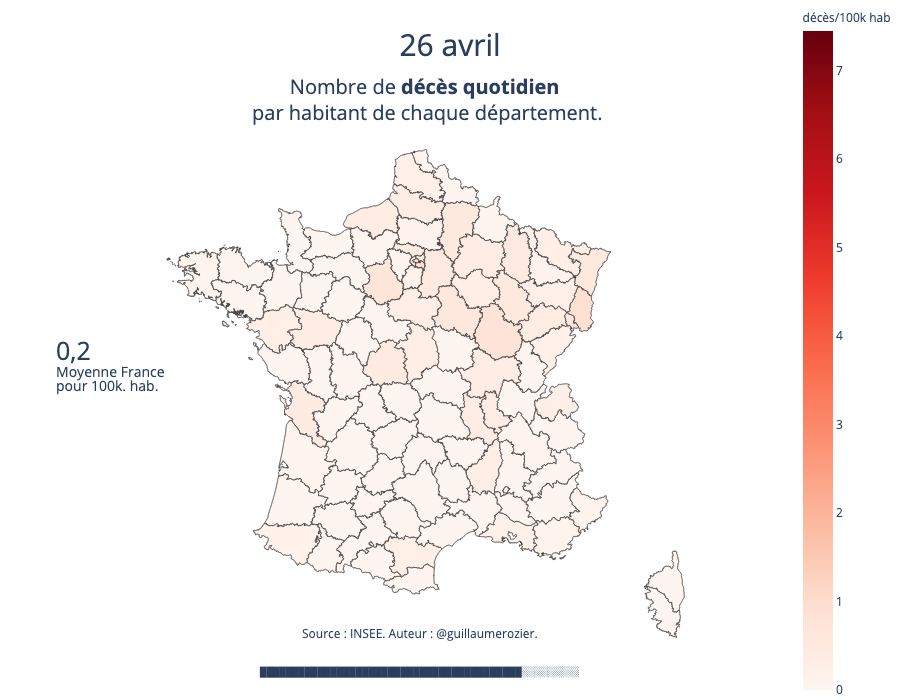 décès/100k hab
26 avril
Nombre de décès quotidien
par habitant de chaque département.
7
6
5
4
3
2
1
0
0,2
Moyenne France
pour 100k. hab.
Source : INSEE. Auteur : @guillaumerozier.